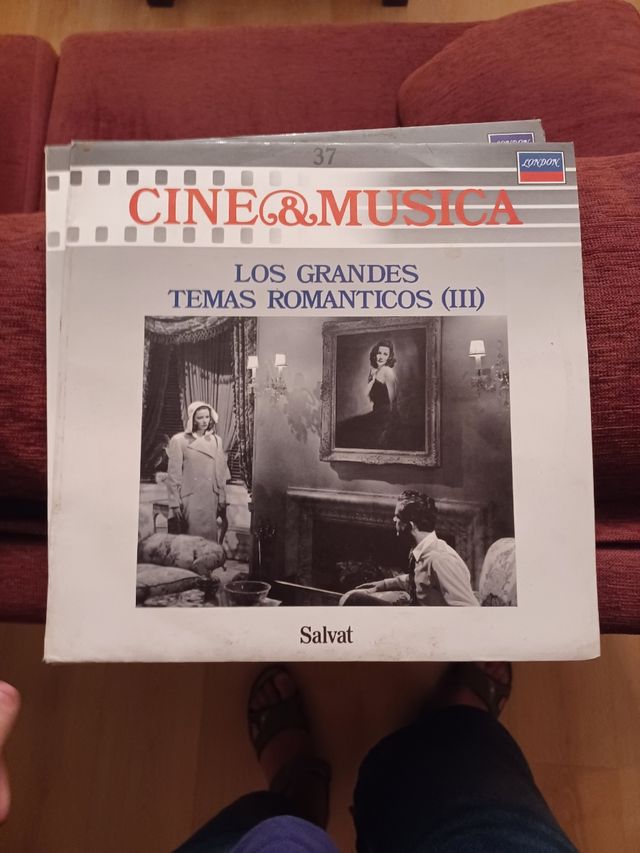 37
LONDON
CINE&MUSICA
LOS GRANDES
TEMAS ROMANTICOS (III)
Salvat